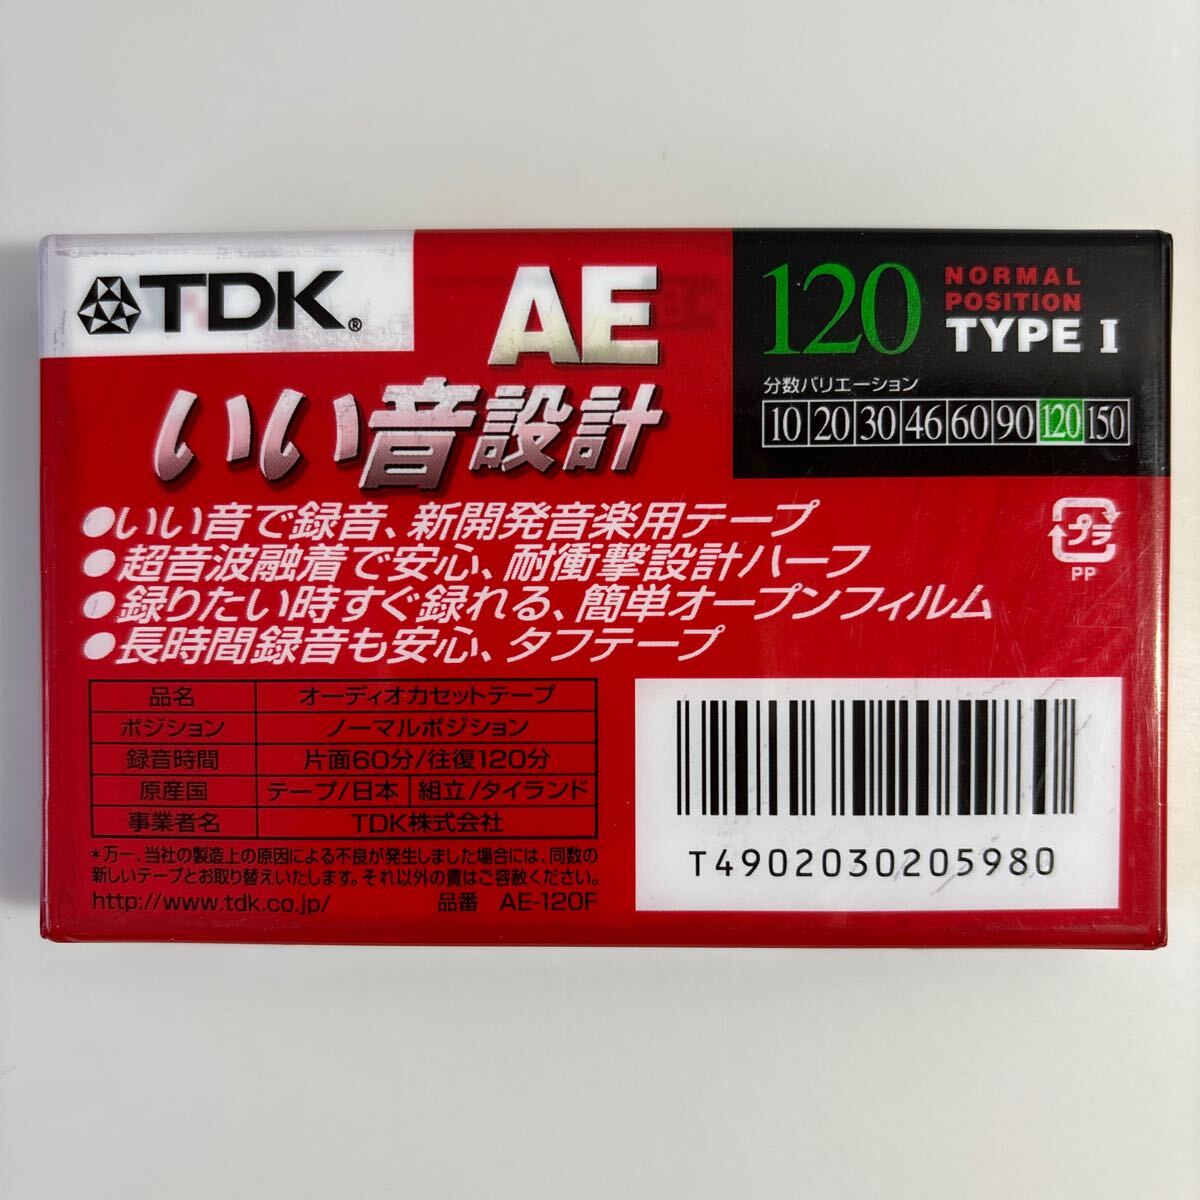 TDK®
AE
いい音設計
120
NORMAL
POSITION
TYPE I
分数バリエーション
10 20 30 46 60 90 120 150
●いい音で録音、新開発音楽用テープ
●超音波融着で安心、耐衝撃設計ハーフ
●録りたい時すぐ録れる、簡単オープンフィルム
●長時間録音も安心、タフテープ
プラ
PP
品名 オーディオカセットテープ
ポジション ノーマルポジション
録音時間 片面60分/往復120分
原産国 テープ/日本 組立/タイランド
事業者名 TDK株式会社
*万一、当社の製造上の原因による不良が発生しました場合には、同数の
新しいテープとお取り替えいたします。それ以外の責はご容赦ください。
http://www.tdk.co.jp/ 品番 AE-120F
T4902030205980